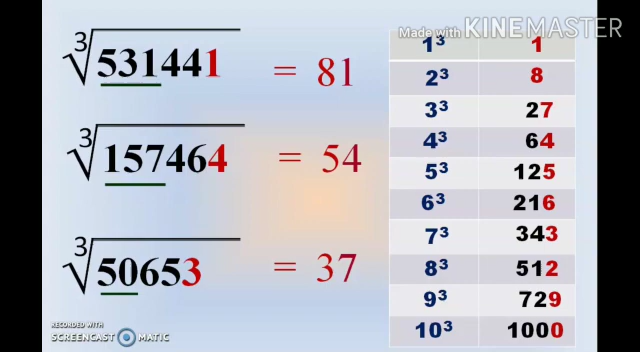 Made with KINEMASTER
∛531441 = 81
∛157464 = 54
∛50653 = 37
1³ 1
2³ 8
3³ 27
4³ 64
5³ 125
6³ 216
7³ 343
8³ 512
9³ 729
10³ 1000
RECORDED WITH
SCREENCAST MATIC